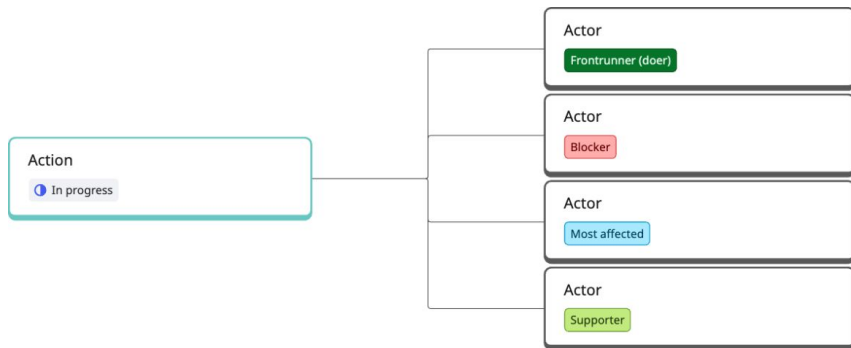 Action
In progress
Actor
Frontrunner (doer)
Actor
Blocker
Actor
Most affected
Actor
Supporter